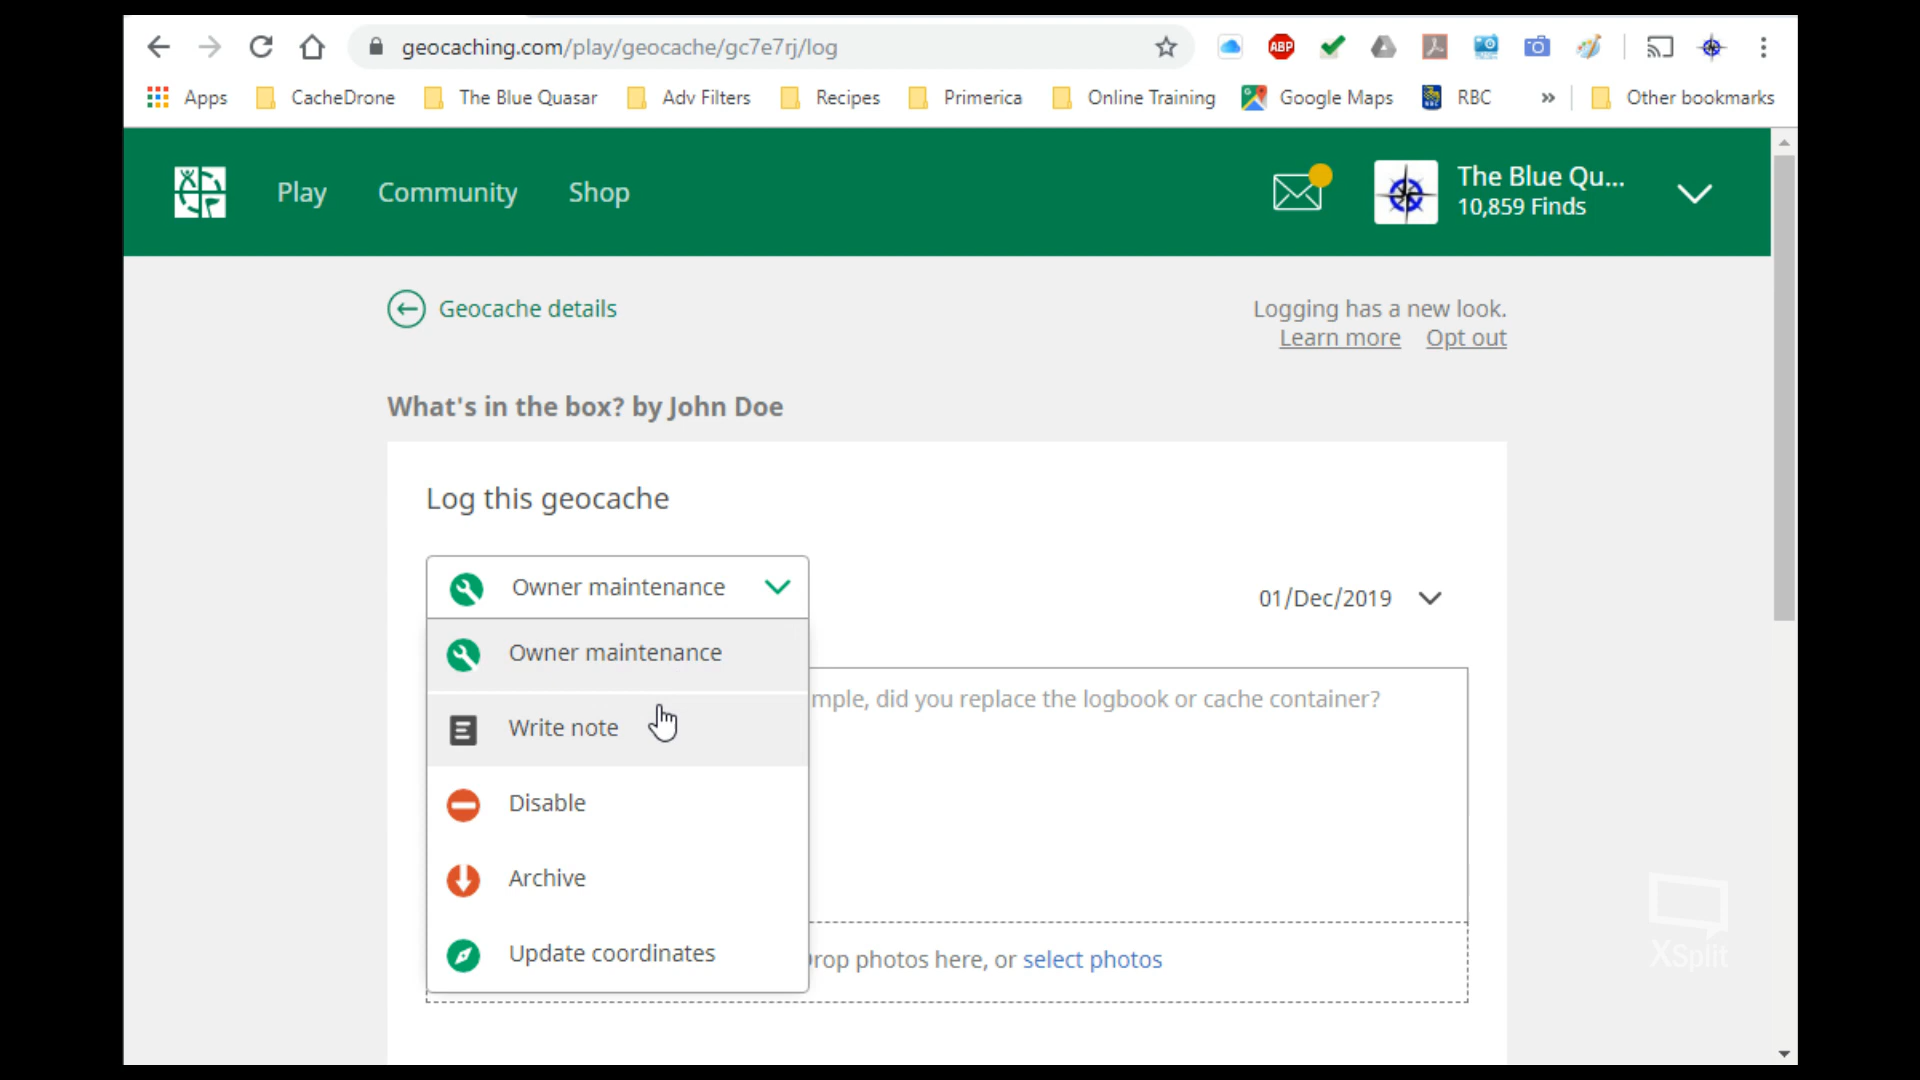 geocaching.com/play/geocache/gc7e7rj/log
ABP
Apps CacheDrone The Blue Quasar Adv Filters Recipes Primerica Online Training Google Maps RBC » Other bookmarks
Play Community Shop
The Blue Qu...
10,859 Finds
Geocache details
Logging has a new look.
Learn more Opt out
What's in the box? by John Doe
Log this geocache
Owner maintenance
01/Dec/2019
Owner maintenance
mple, did you replace the logbook or cache container?
Write note
Disable
Archive
Update coordinates
rop photos here, or select photos
XSplit